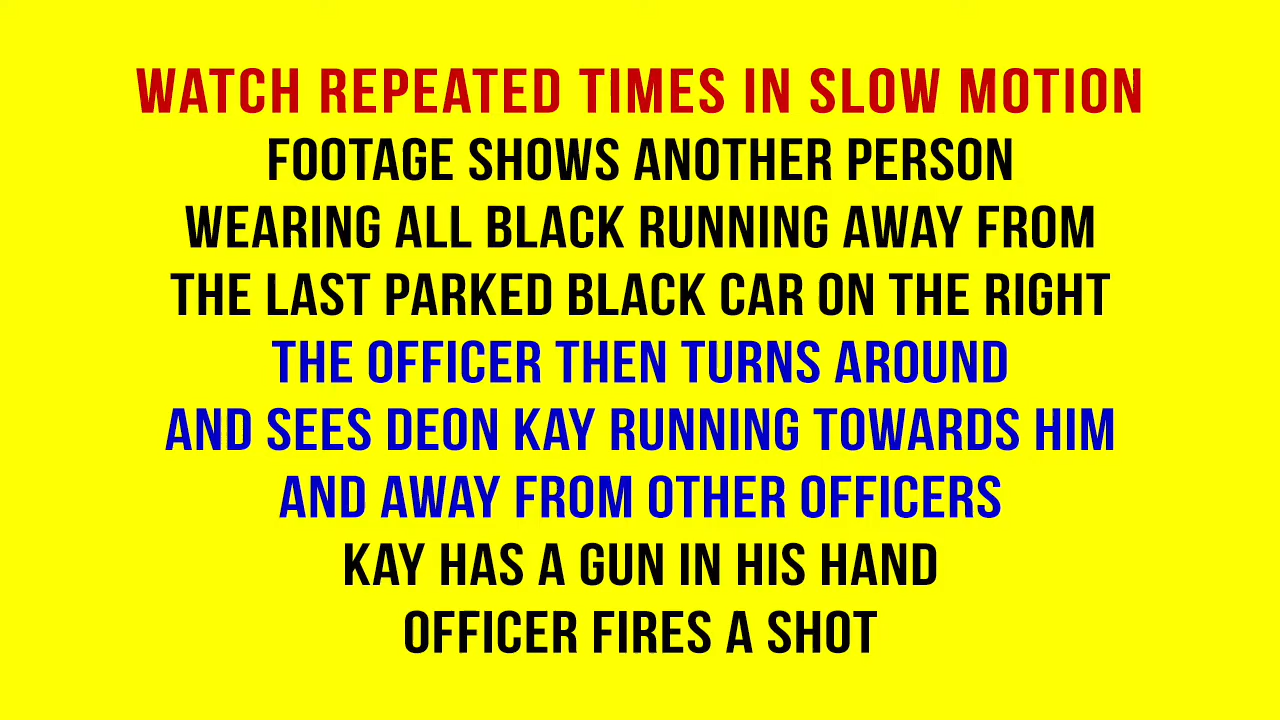 WATCH REPEATED TIMES IN SLOW MOTION
FOOTAGE SHOWS ANOTHER PERSON
WEARING ALL BLACK RUNNING AWAY FROM
THE LAST PARKED BLACK CAR ON THE RIGHT
THE OFFICER THEN TURNS AROUND
AND SEES DEON KAY RUNNING TOWARDS HIM
AND AWAY FROM OTHER OFFICERS
KAY HAS A GUN IN HIS HAND
OFFICER FIRES A SHOT